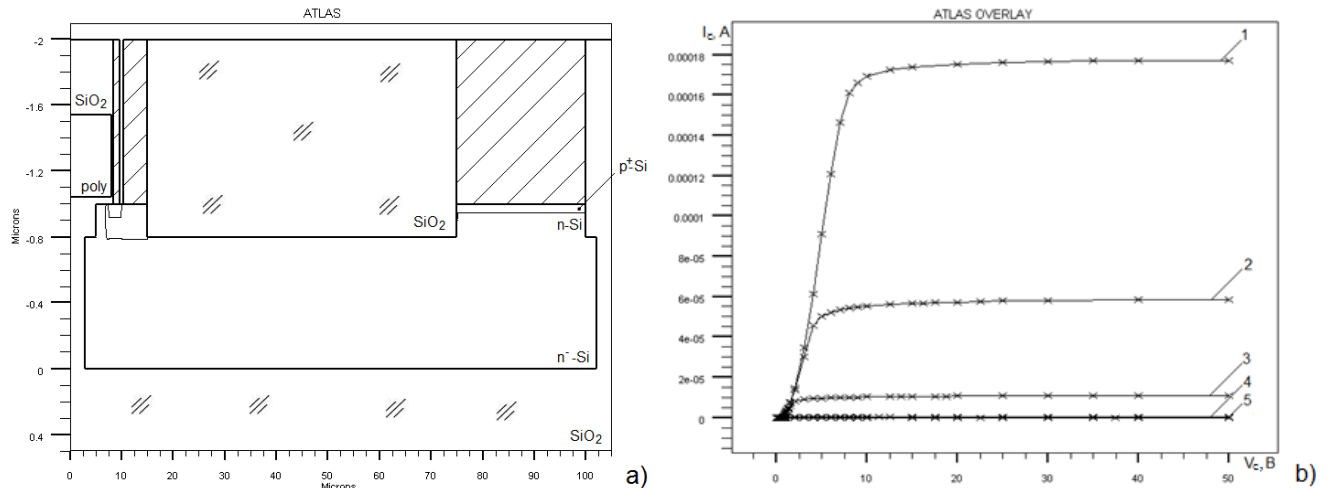 ATLAS
-2
-1.6
-1.2
-0.8
-0.4
0
0.4
Microns
SiO₂
poly
SiO₂
p⁺-Si
n-Si
n⁻-Si
SiO₂
0 10 20 30 40 50 60 70 80 90 100
Microns
a)
ATLAS OVERLAY
I_c, A
0.00018
0.00016
0.00014
0.00012
0.0001
8e-05
6e-05
4e-05
2e-05
0
1
2
3
4
5
0 10 20 30 40 50
V_c, B
b)